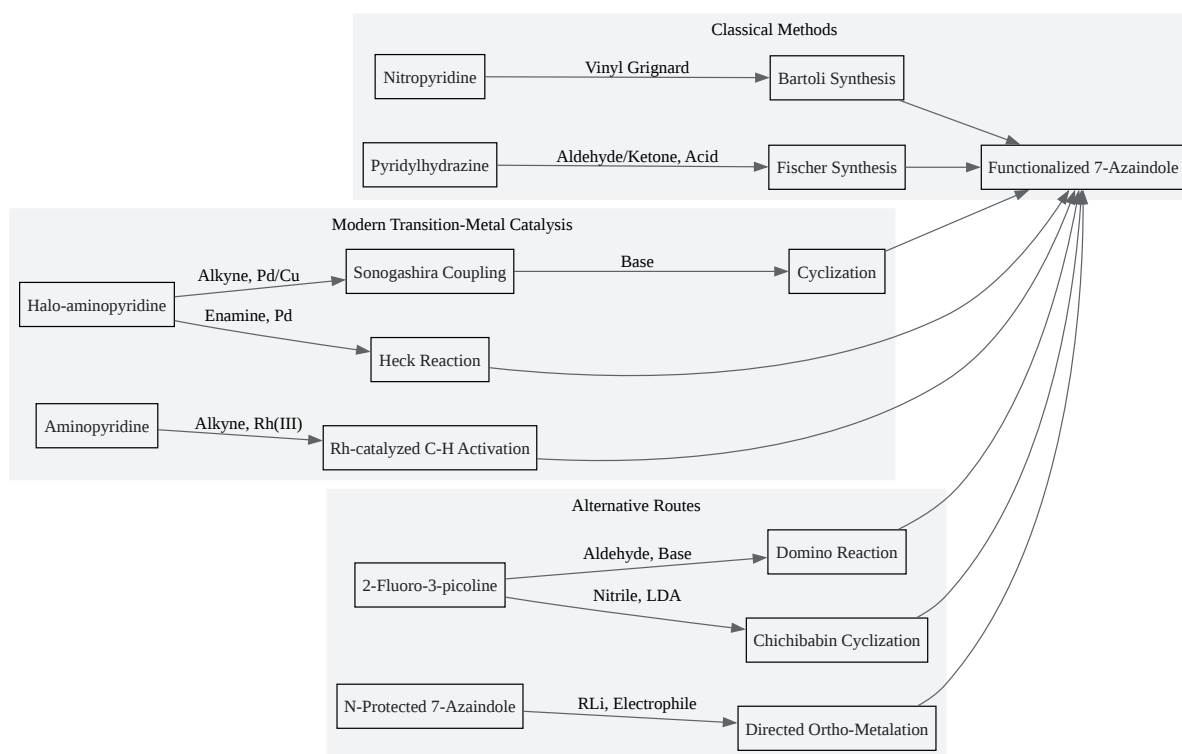 Classical Methods
Nitropyridine
Vinyl Grignard
Bartoli Synthesis
Pyridylhydrazine
Aldehyde/Ketone, Acid
Fischer Synthesis
Functionalized 7-Azaindole
Modern Transition-Metal Catalysis
Halo-aminopyridine
Alkyne, Pd/Cu
Sonogashira Coupling
Base
Cyclization
Enamine, Pd
Heck Reaction
Aminopyridine
Alkyne, Rh(III)
Rh-catalyzed C-H Activation
Alternative Routes
2-Fluoro-3-picoline
Aldehyde, Base
Domino Reaction
Nitrile, LDA
Chichibabin Cyclization
N-Protected 7-Azaindole
RLi, Electrophile
Directed Ortho-Metalation